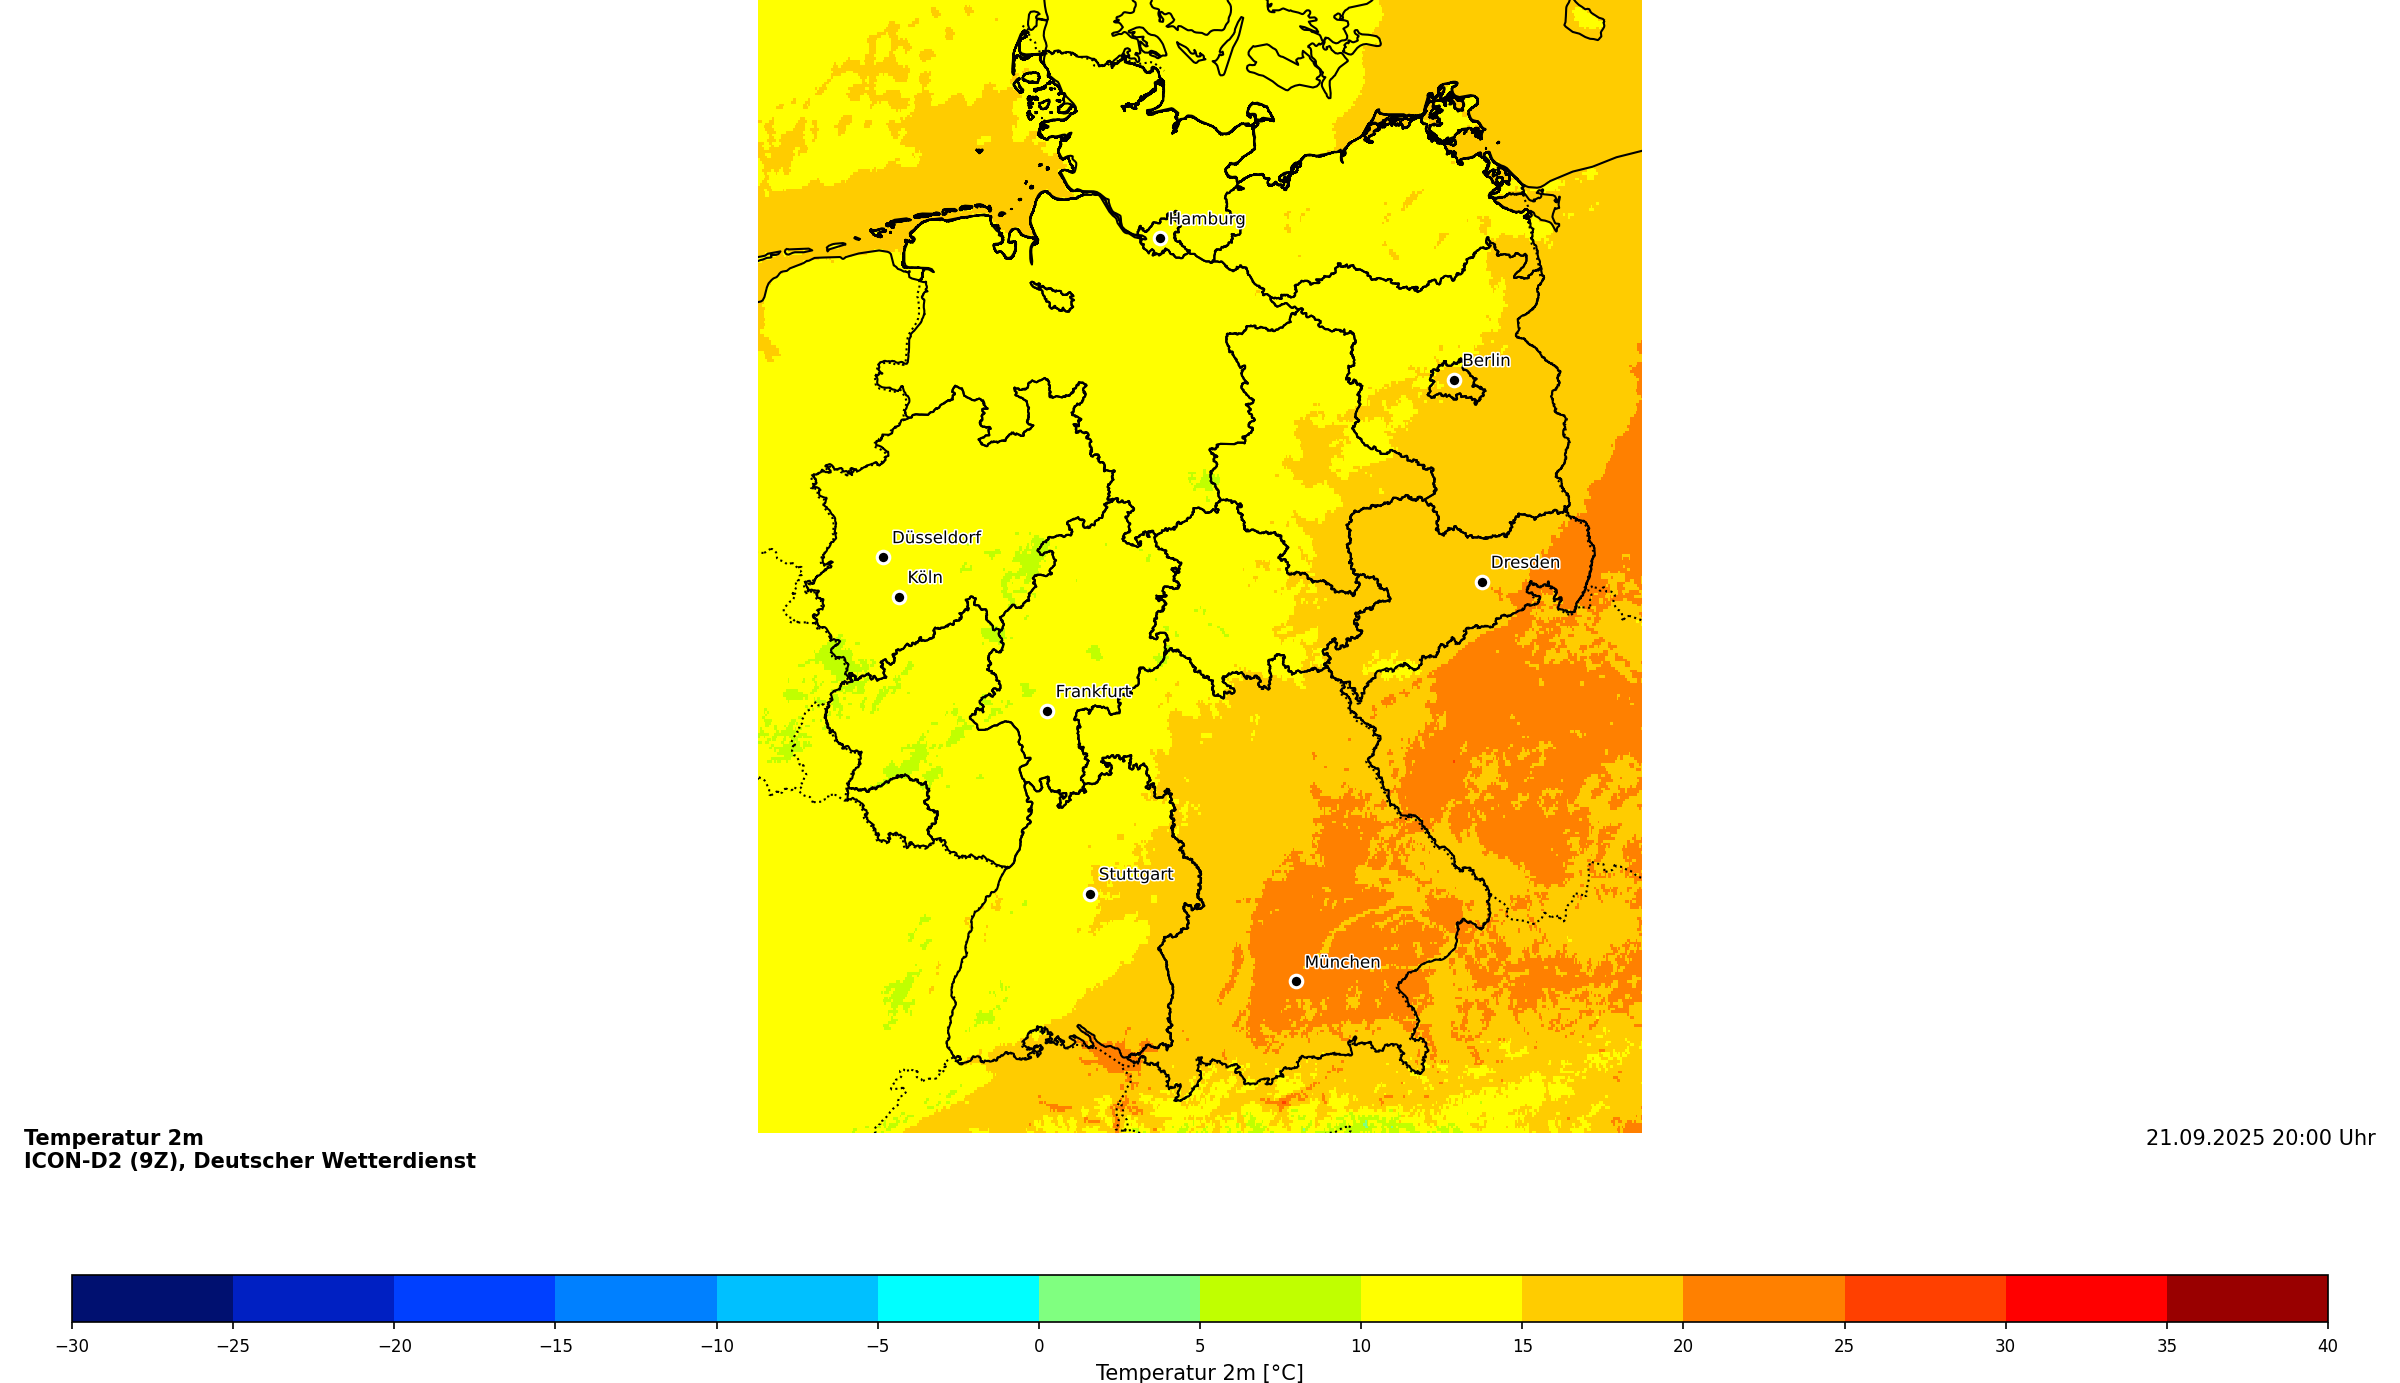 Hamburg
Berlin
Düsseldorf
Köln
Dresden
Frankfurt
Stuttgart
München
Temperatur 2m
ICON-D2 (9Z), Deutscher Wetterdienst
21.09.2025 20:00 Uhr
−30 −25 −20 −15 −10 −5 0 5 10 15 20 25 30 35 40
Temperatur 2m [°C]